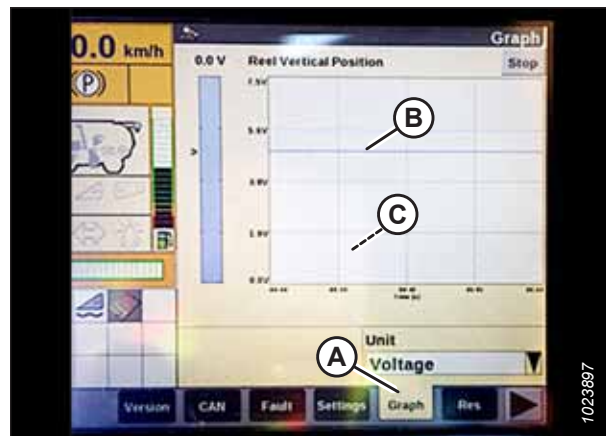 0.0 km/h
Graph
0.0 V
Reel Vertical Position
Stop
(P)
B
C
Time [s]
Unit
A
Voltage
Version
CAN
Fault
Settings
Graph
Res
1023897